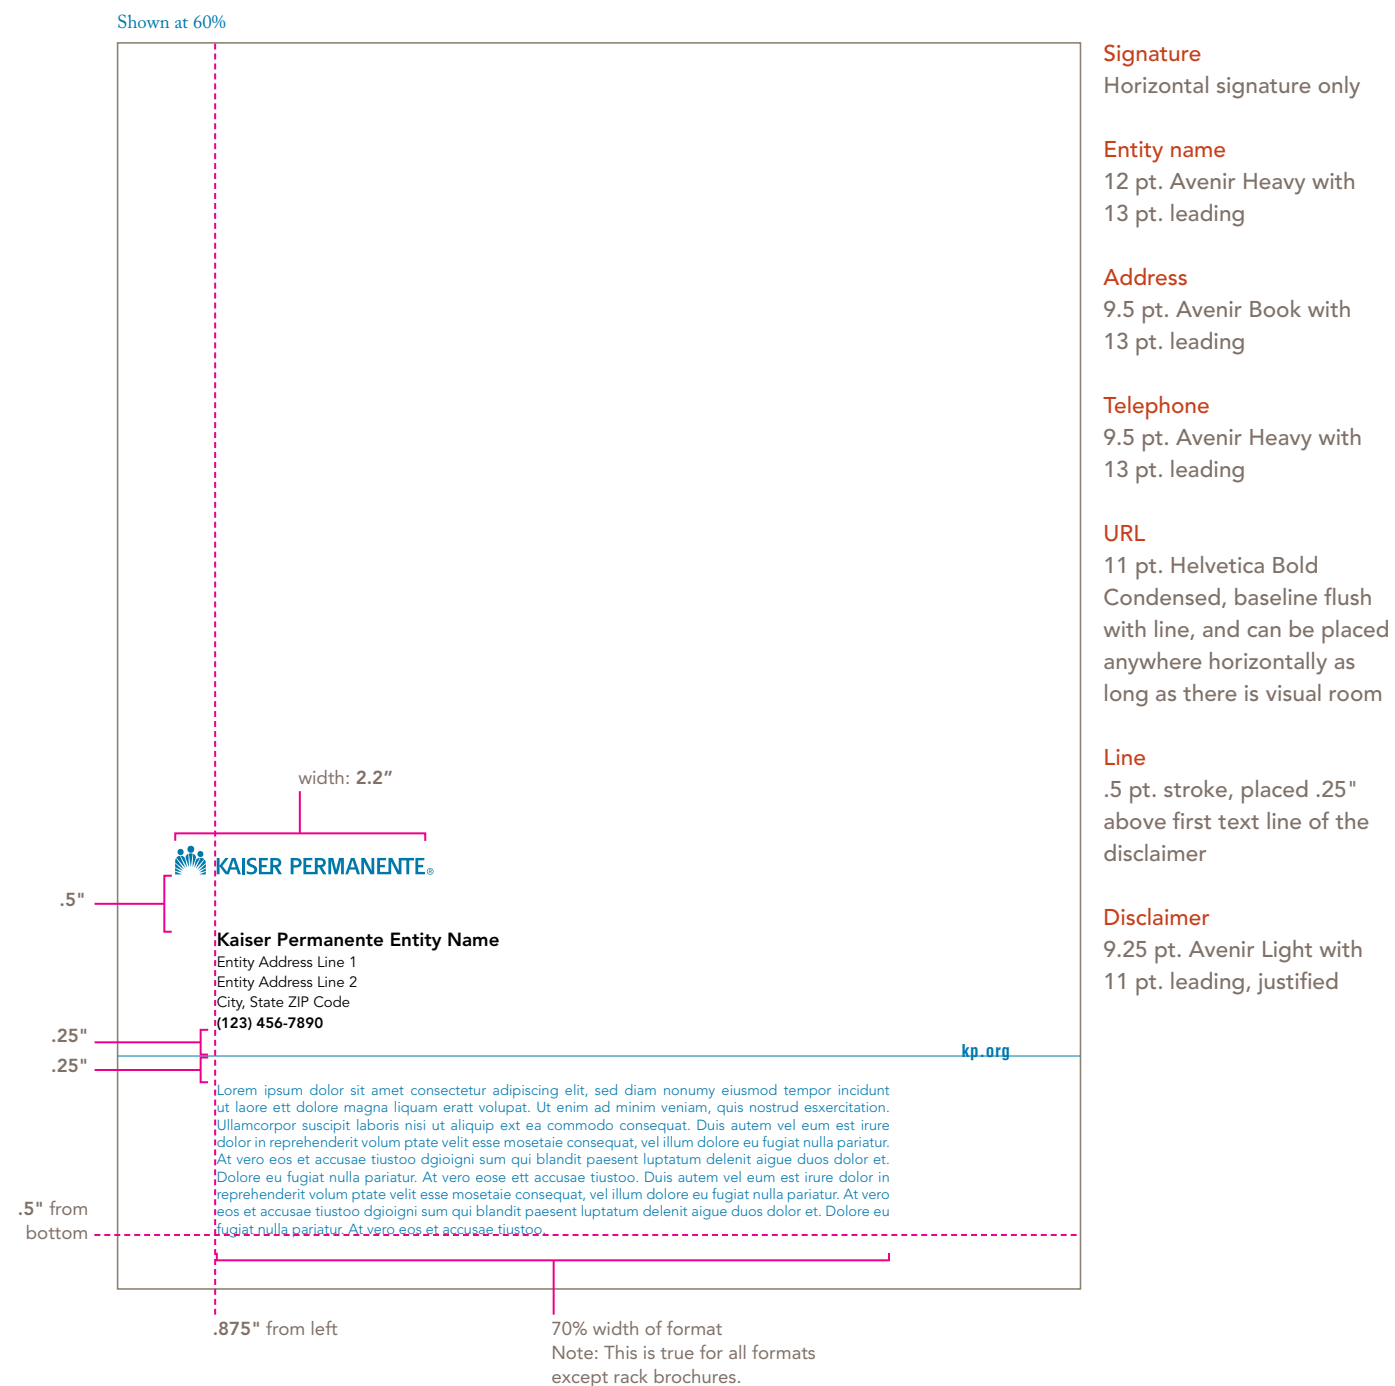 Shown at 60%
Signature
Horizontal signature only
Entity name
12 pt. Avenir Heavy with
13 pt. leading
Address
9.5 pt. Avenir Book with
13 pt. leading
Telephone
9.5 pt. Avenir Heavy with
13 pt. leading
URL
11 pt. Helvetica Bold
Condensed, baseline flush
with line, and can be placed
anywhere horizontally as
long as there is visual room
Line
.5 pt. stroke, placed .25"
above first text line of the
disclaimer
Disclaimer
9.25 pt. Avenir Light with
11 pt. leading, justified
width: 2.2”
KAISER PERMANENTE®
.5"
Kaiser Permanente Entity Name
Entity Address Line 1
Entity Address Line 2
City, State ZIP Code
(123) 456-7890
.25"
.25"
kp.org
Lorem ipsum dolor sit amet consectetur adipiscing elit, sed diam nonumy eiusmod tempor incidunt
ut laore ett dolore magna liquam eratt volupat. Ut enim ad minim veniam, quis nostrud esxercitation.
Ullamcorpor suscipit laboris nisi ut aliquip ext ea commodo consequat. Duis autem vel eum est irure
dolor in reprehenderit volum ptate velit esse mosetaie consequat, vel illum dolore eu fugiat nulla pariatur.
At vero eos et accusae tiustoo dgioigni sum qui blandit paesent luptatum delenit aigue duos dolor et.
Dolore eu fugiat nulla pariatur. At vero eose ett accusae tiustoo. Duis autem vel eum est irure dolor in
reprehenderit volum ptate velit esse mosetaie consequat, vel illum dolore eu fugiat nulla pariatur. At vero
eos et accusae tiustoo dgioigni sum qui blandit paesent luptatum delenit aigue duos dolor et. Dolore eu
fugiat nulla pariatur. At vero eos et accusae tiustoo.
.5" from
bottom
.875" from left
70% width of format
Note: This is true for all formats
except rack brochures.